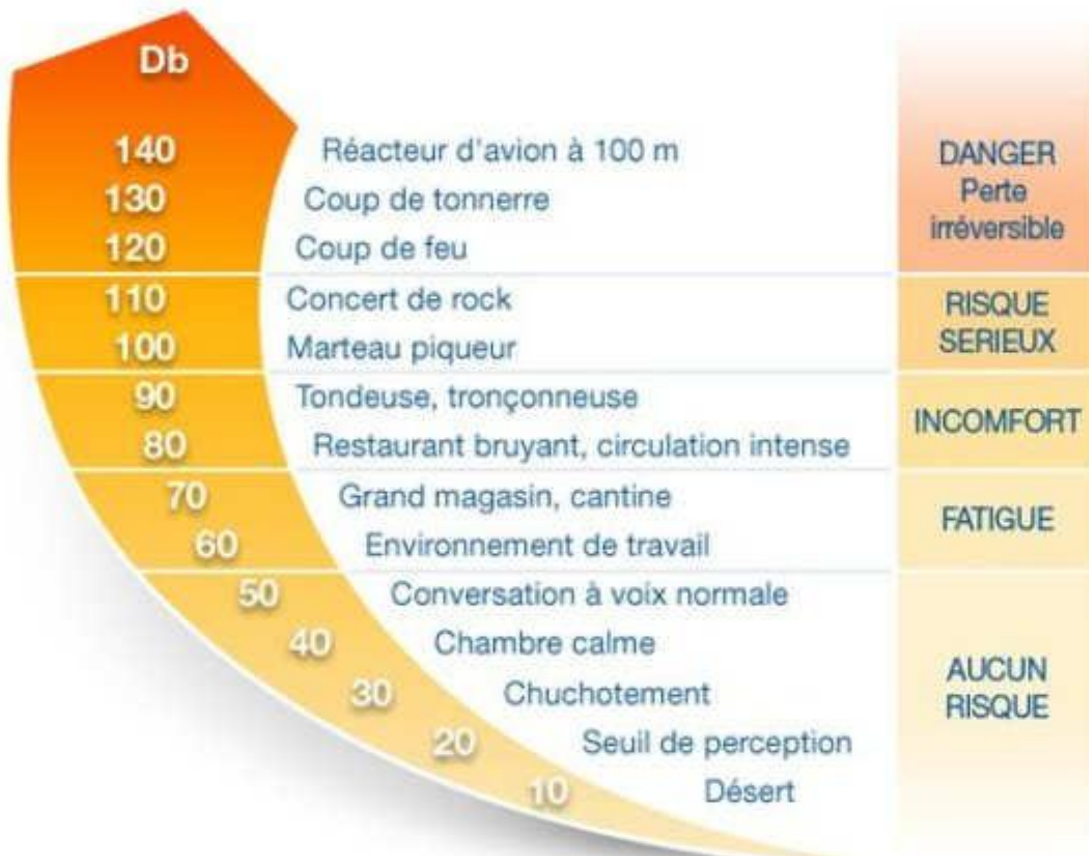 Db
140 Réacteur d'avion à 100 m
130 Coup de tonnerre
120 Coup de feu
DANGER
Perte
irréversible
110 Concert de rock
100 Marteau piqueur
RISQUE
SERIEUX
90 Tondeuse, tronçonneuse
80 Restaurant bruyant, circulation intense
INCOMFORT
70 Grand magasin, cantine
60 Environnement de travail
FATIGUE
50 Conversation à voix normale
40 Chambre calme
30 Chuchotement
20 Seuil de perception
10 Désert
AUCUN
RISQUE